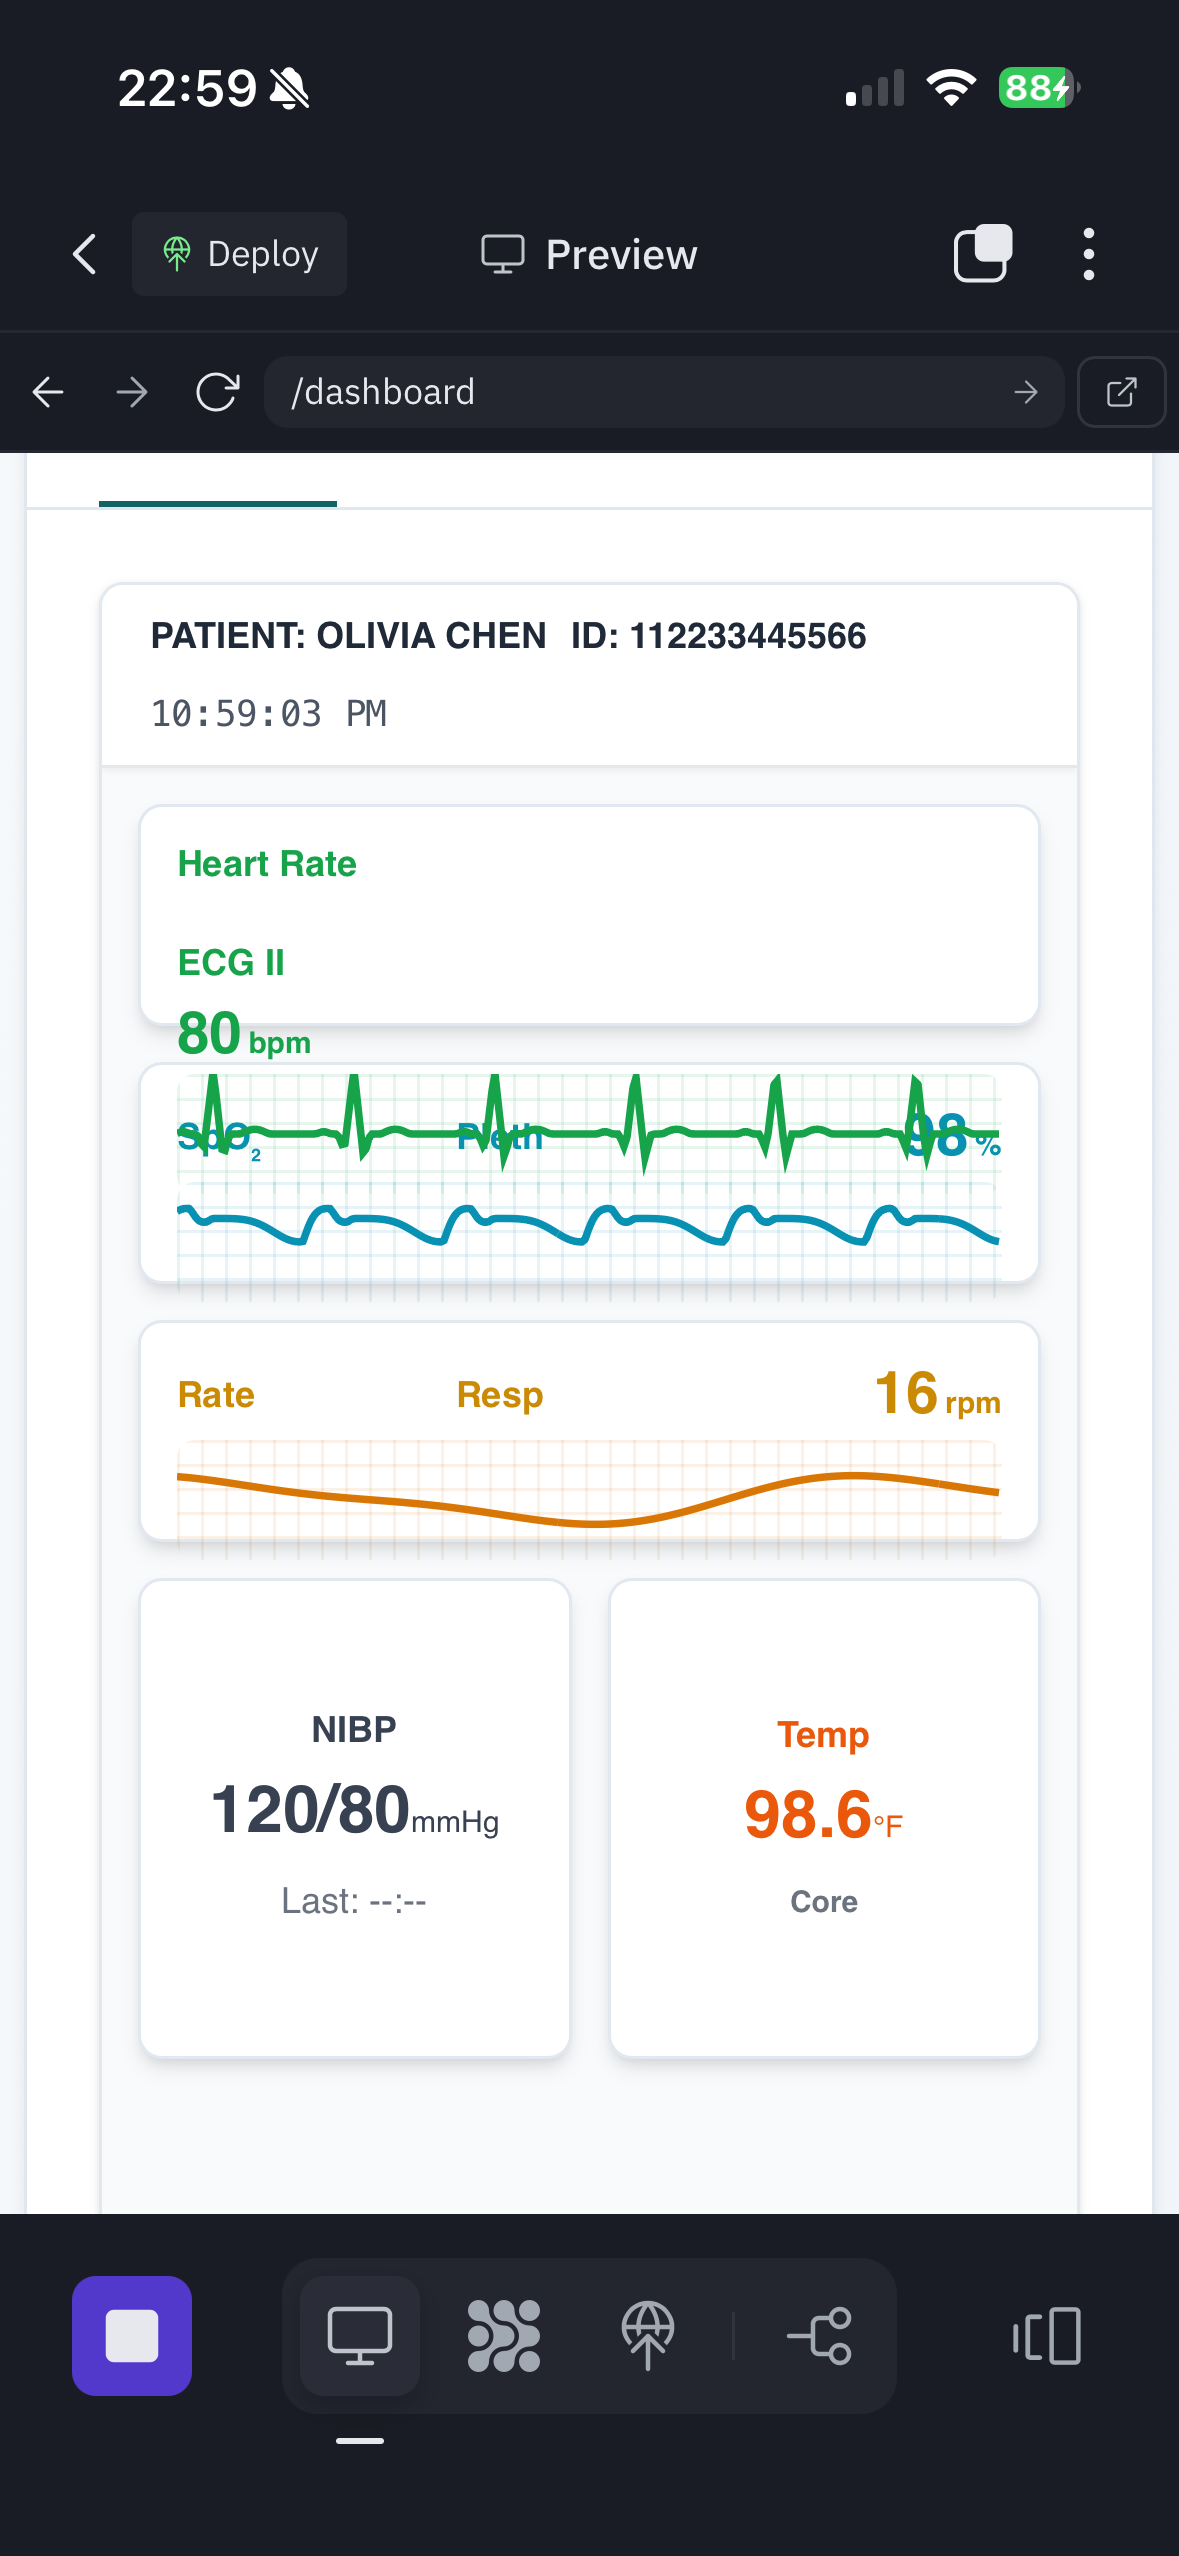 22:59
88
Deploy
Preview
/dashboard
PATIENT: OLIVIA CHEN ID: 112233445566
10:59:03 PM
Heart Rate
ECG II
80 bpm
SpO2 Pleth 98 %
Rate Resp 16 rpm
NIBP
120/80mmHg
Last: --:--
Temp
98.6°F
Core